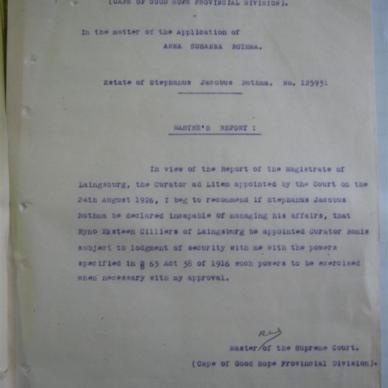 (CAPE OF GOOD HOPE PROVINCIAL DIVISION).
In the matter of the Application of
ANNA SUSANNA BOTHMA.
Estate of Stephanus Jacobus Bothma. No. 125931
MASTER'S REPORT :
In view of the Report of the Magistrate of
Laingsburg, the Curator ad Litem appointed by the Court on the
24th August 1926, I beg to recommend if Stephanus Jacobus
Bothma be declared incapable of managing his affairs, that
Ryno Eksteen Cilliers of Laingsburg be appointed Curator Bonis
subject to lodgment of security with me with the powers
specified in § 63 Act 38 of 1916 such powers to be exercised
when necessary with my approval.
Master of the Supreme Court.
(Cape of Good Hope Provincial Division).